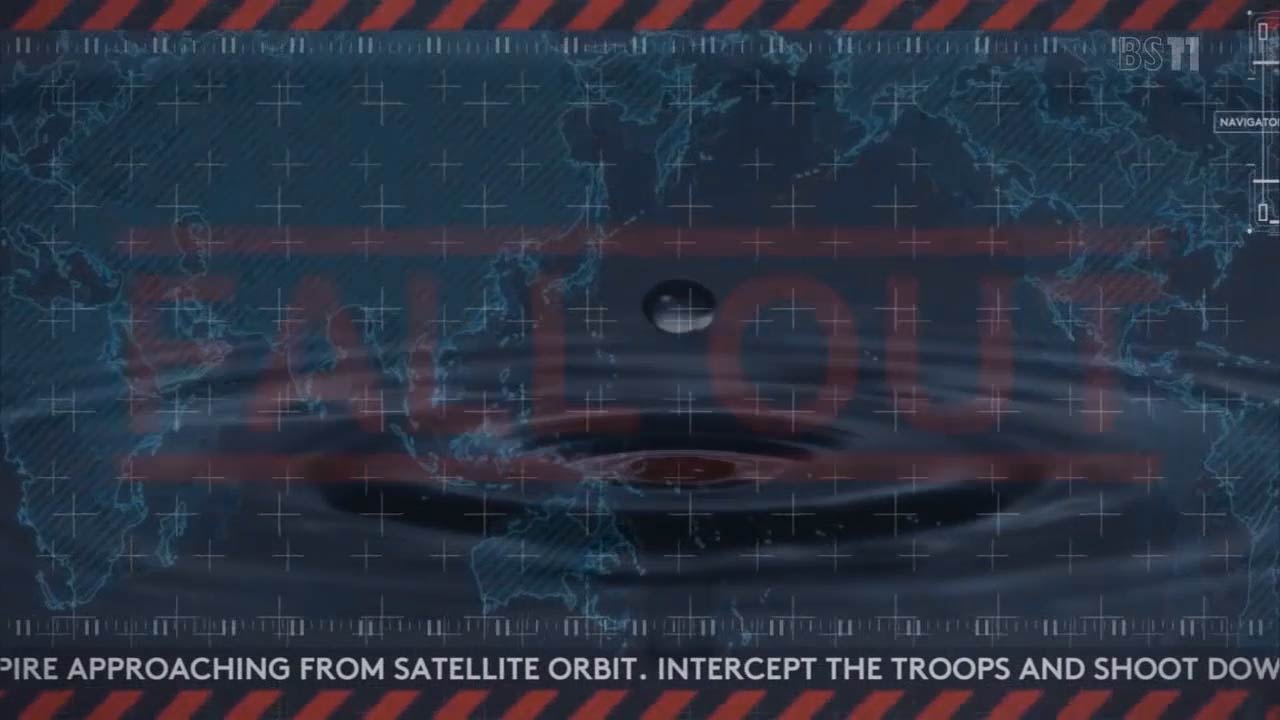 BS11
NAVIGATO
FALLOUT
PIRE APPROACHING FROM SATELLITE ORBIT. INTERCEPT THE TROOPS AND SHOOT DOW